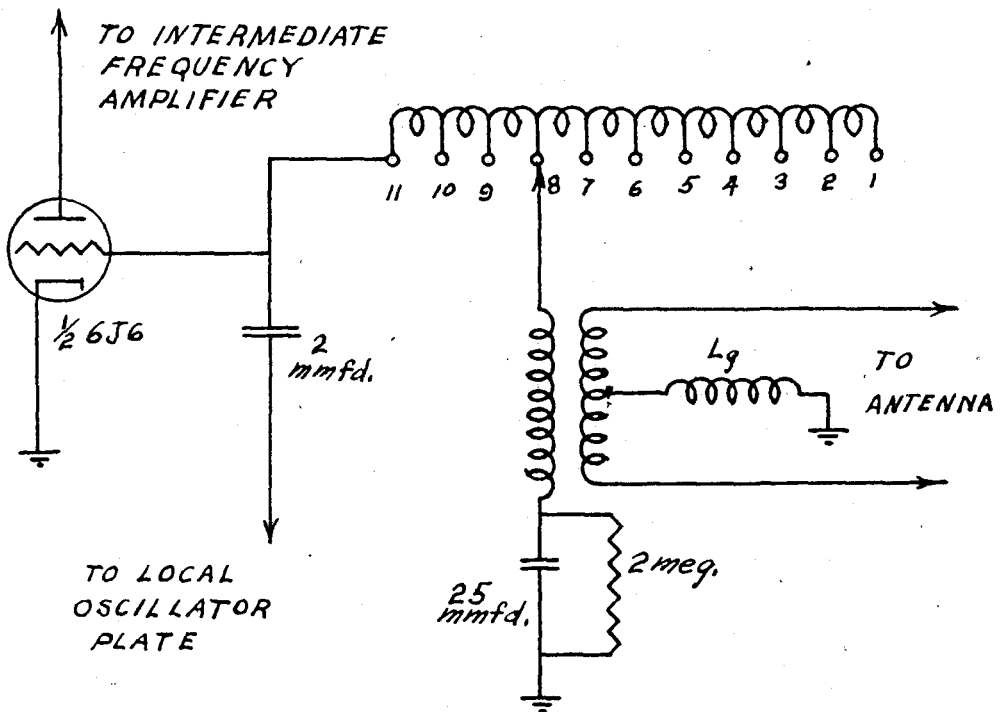 TO INTERMEDIATE
FREQUENCY
AMPLIFIER
11 10 9 8 7 6 5 4 3 2 1
½ 6J6
2
mmfd.
Lg
TO
ANTENNA
2 meg.
25
mmfd.
TO LOCAL
OSCILLATOR
PLATE